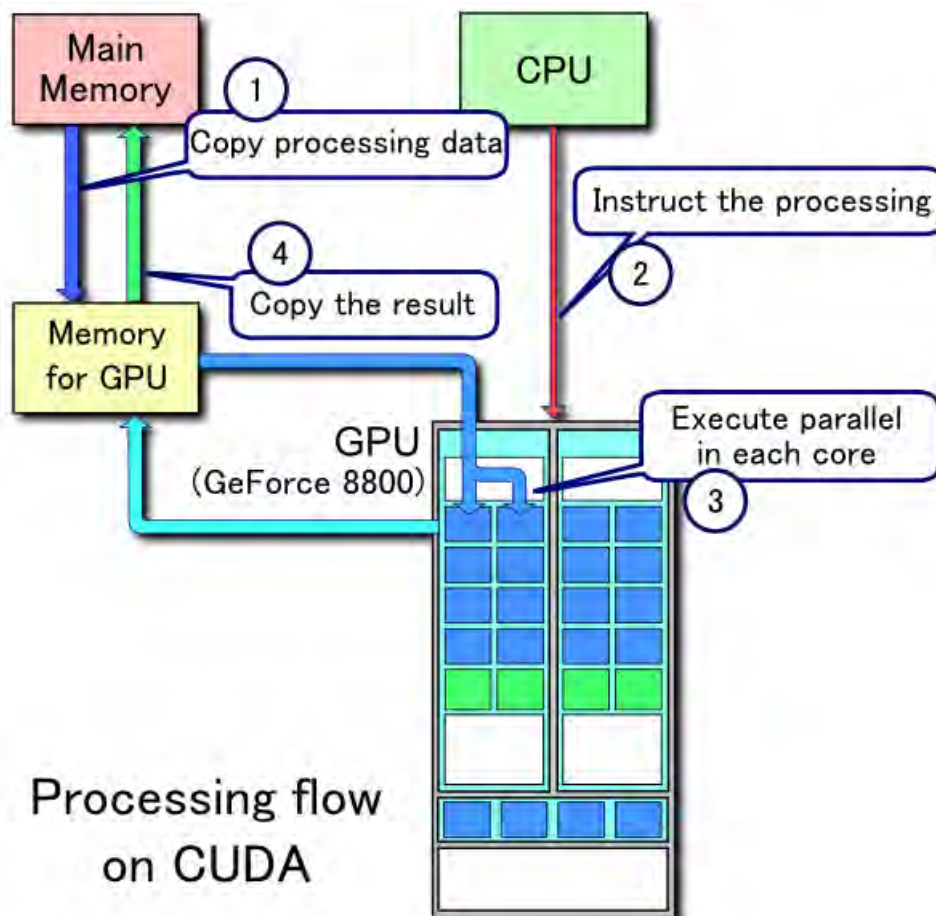 Main
Memory
CPU
1
Copy processing data
Instruct the processing
2
4
Copy the result
Memory
for GPU
GPU
(GeForce 8800)
Execute parallel
in each core
3
Processing flow
on CUDA